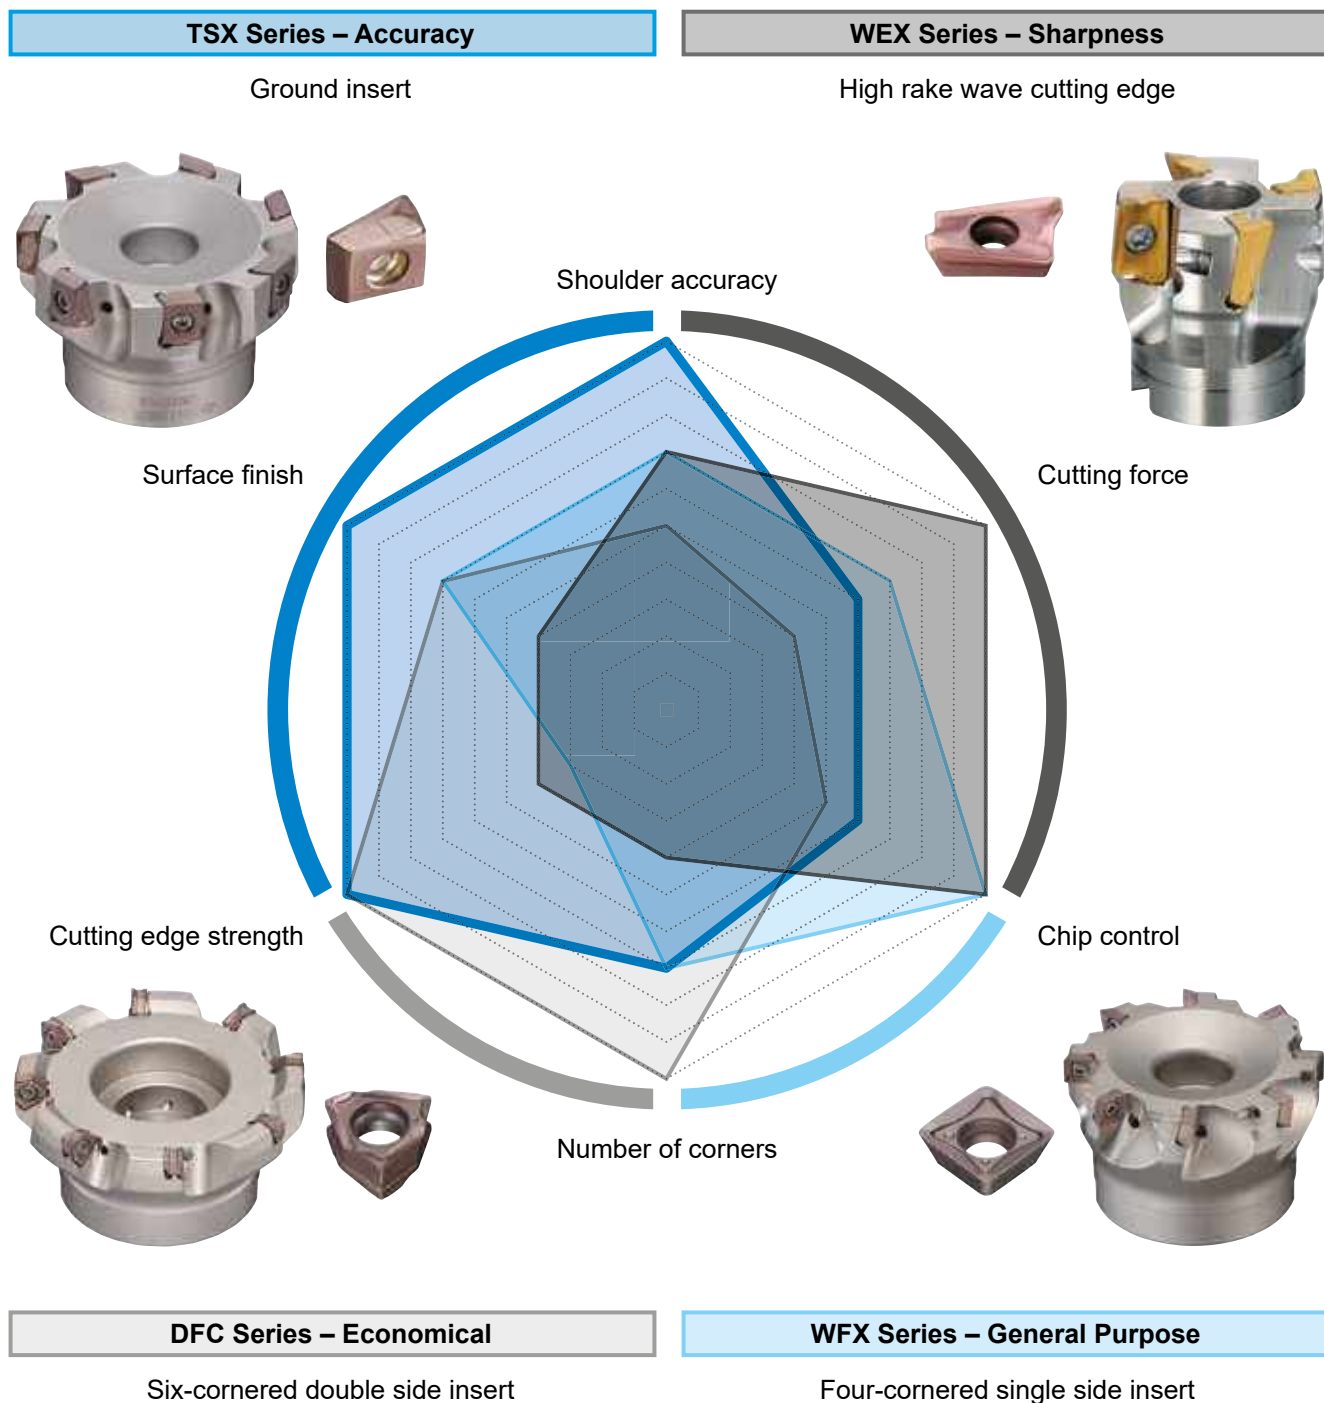 TSX Series – Accuracy
WEX Series – Sharpness
Ground insert
High rake wave cutting edge
Shoulder accuracy
Surface finish
Cutting force
Cutting edge strength
Chip control
Number of corners
DFC Series – Economical
WFX Series – General Purpose
Six-cornered double side insert
Four-cornered single side insert